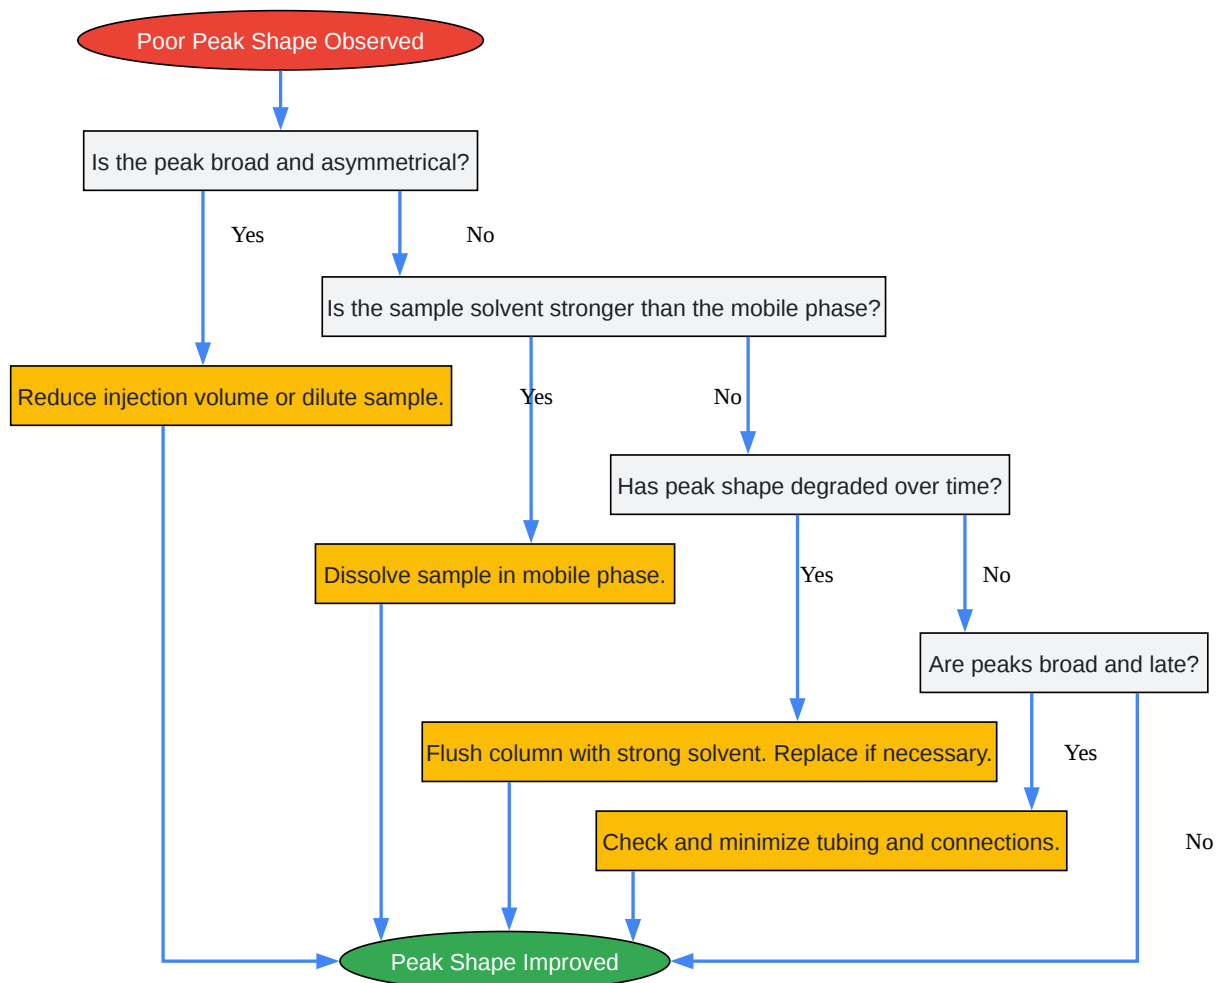 Poor Peak Shape Observed
Is the peak broad and asymmetrical?
Yes
No
Is the sample solvent stronger than the mobile phase?
Reduce injection volume or dilute sample.
Yes
No
Has peak shape degraded over time?
Dissolve sample in mobile phase.
Yes
No
Are peaks broad and late?
Flush column with strong solvent. Replace if necessary.
Yes
Check and minimize tubing and connections.
No
Peak Shape Improved